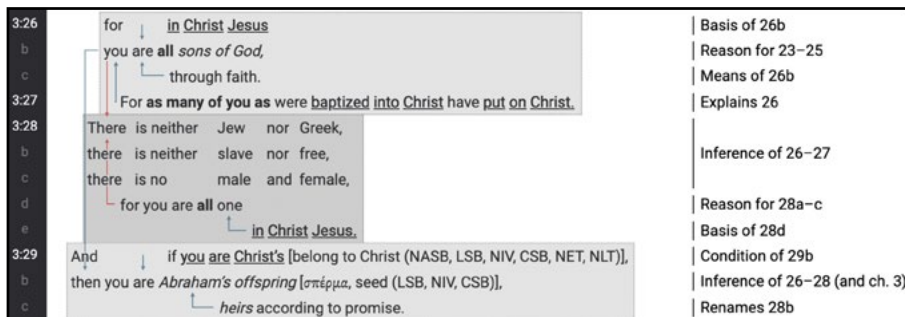 3:26 for in Christ Jesus | Basis of 26b
b you are all sons of God, | Reason for 23–25
c through faith. | Means of 26b
3:27 For as many of you as were baptized into Christ have put on Christ. | Explains 26
3:28 There is neither Jew nor Greek,
b there is neither slave nor free, | Inference of 26–27
c there is no male and female,
d for you are all one | Reason for 28a–c
e in Christ Jesus. | Basis of 28d
3:29 And if you are Christ's [belong to Christ (NASB, LSB, NIV, CSB, NET, NLT)], | Condition of 29b
b then you are Abraham's offspring [σπέρμα, seed (LSB, NIV, CSB)], | Inference of 26–28 (and ch. 3)
c heirs according to promise. | Renames 28b